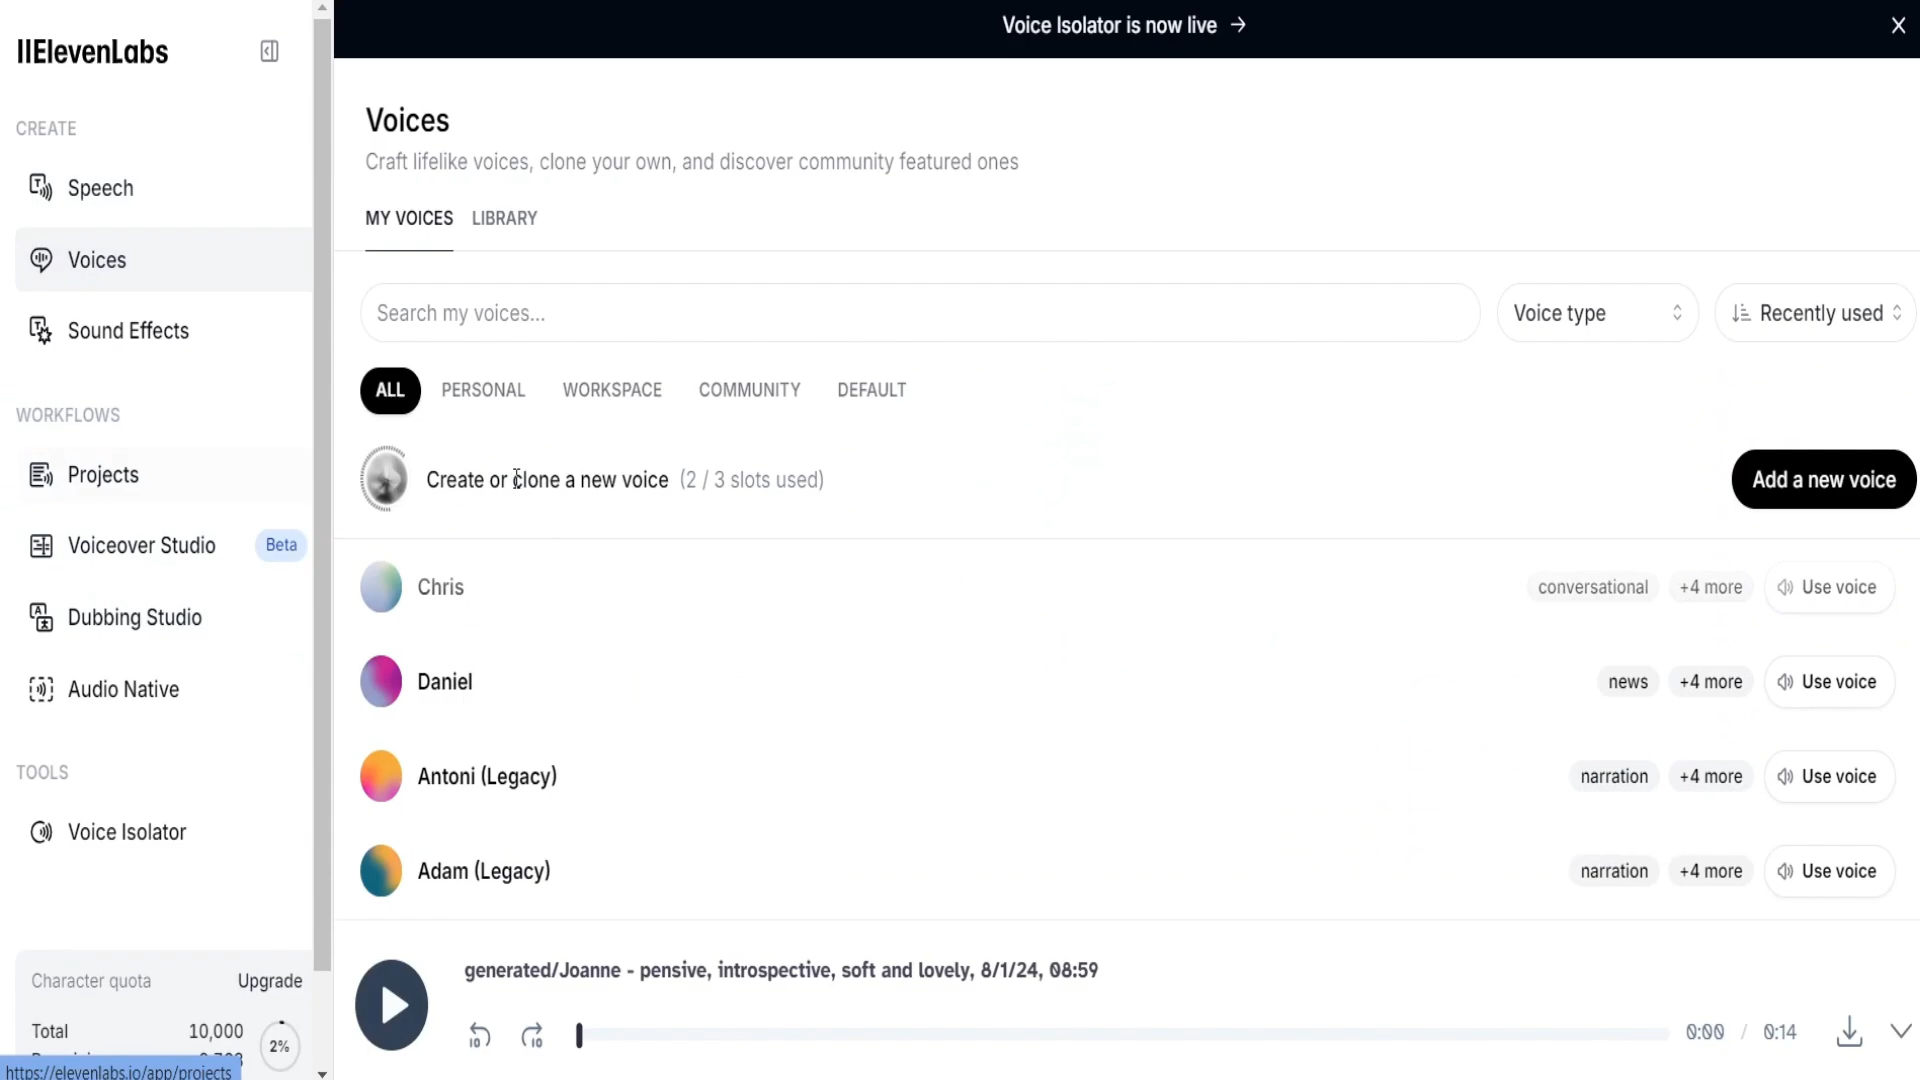 Voice Isolator is now live →
X
IIElevenLabs
CREATE
Speech
Voices
Sound Effects
WORKFLOWS
Projects
Voiceover Studio Beta
Dubbing Studio
Audio Native
TOOLS
Voice Isolator
Character quota Upgrade
Total 10,000
2%
https://elevenlabs.io/app/projects
Voices
Craft lifelike voices, clone your own, and discover community featured ones
MY VOICES LIBRARY
Search my voices... Voice type Recently used
ALL PERSONAL WORKSPACE COMMUNITY DEFAULT
Create or clone a new voice (2 / 3 slots used) Add a new voice
Chris conversational +4 more Use voice
Daniel news +4 more Use voice
Antoni (Legacy) narration +4 more Use voice
Adam (Legacy) narration +4 more Use voice
generated/Joanne - pensive, introspective, soft and lovely, 8/1/24, 08:59
10 10 0:00 / 0:14